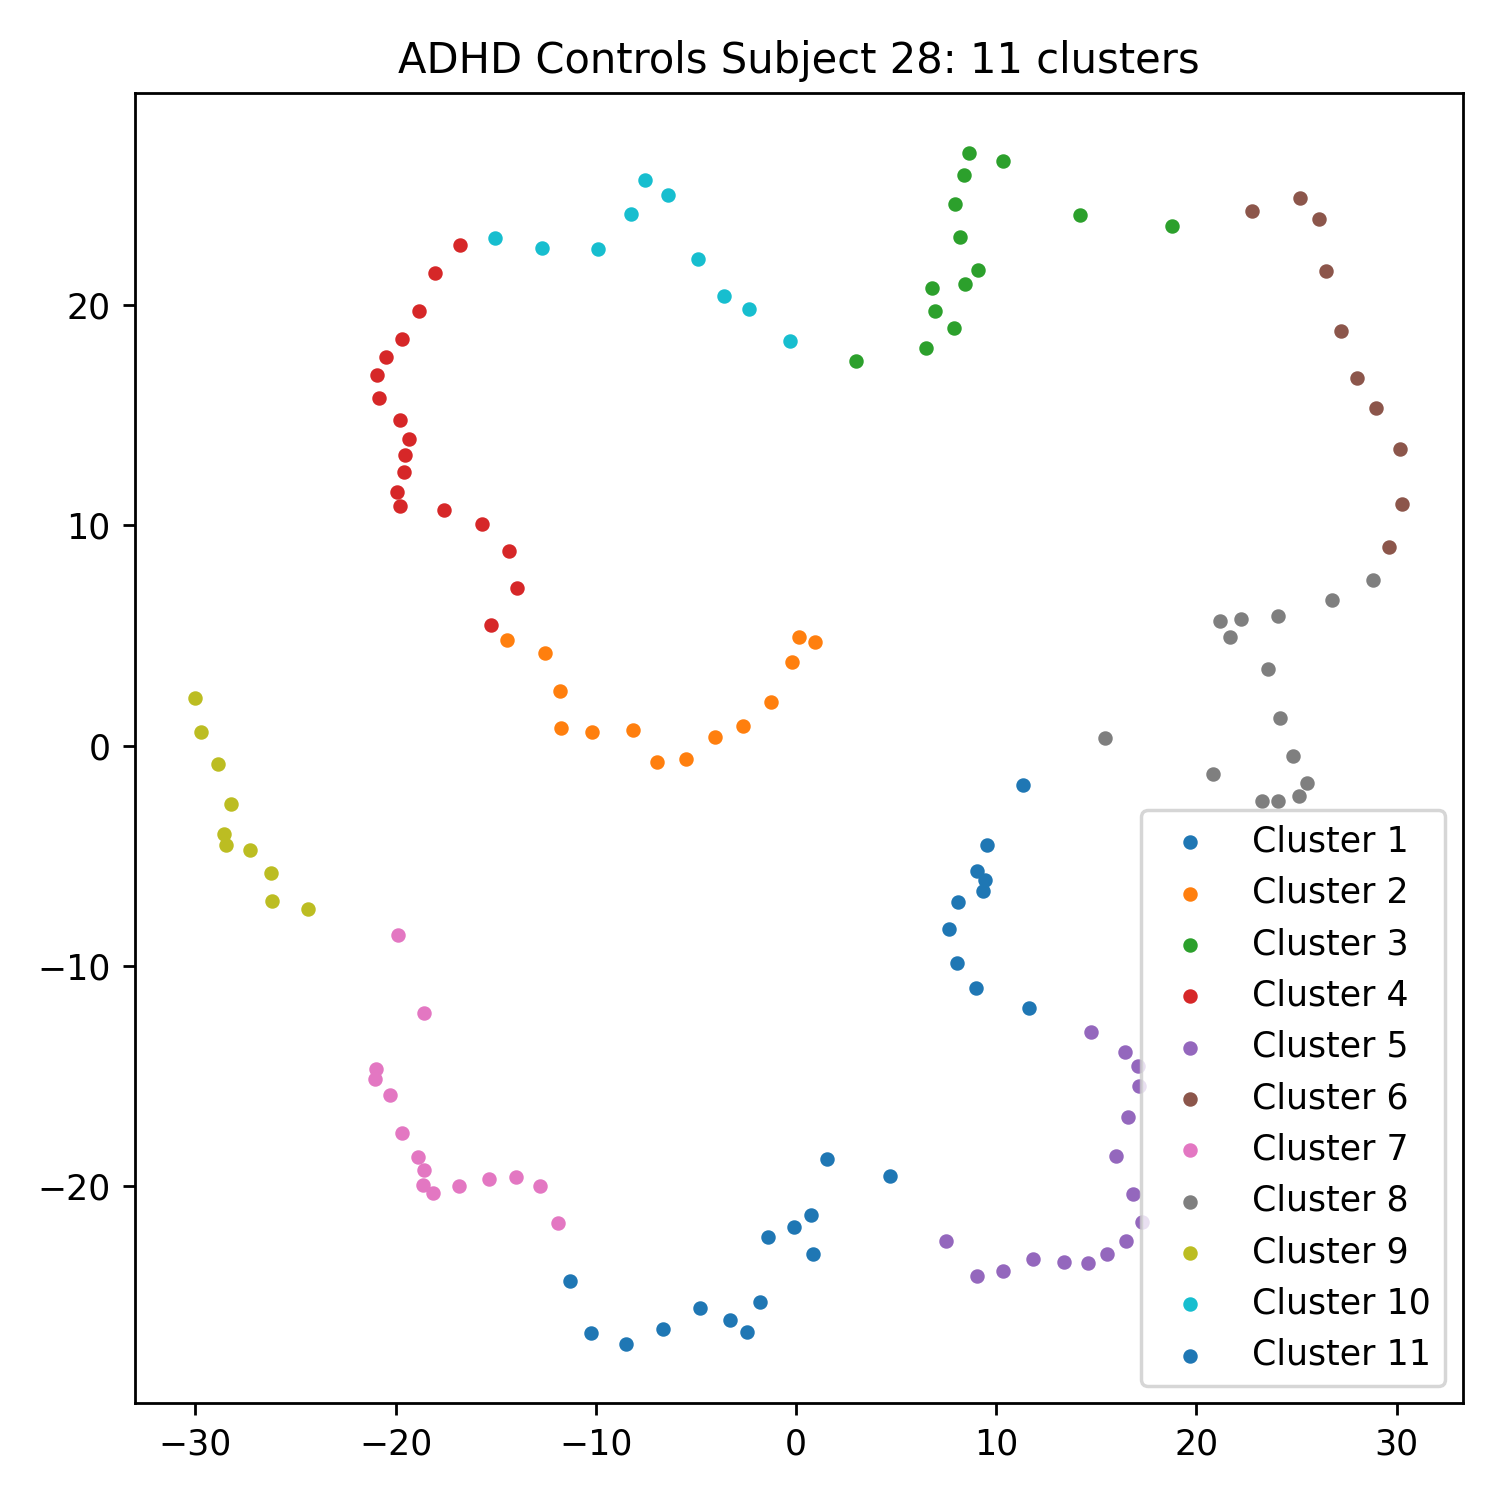 ADHD Controls Subject 28: 11 clusters
20
10
0
−10
−20
−30
−20
−10
0
10
20
30
Cluster 1
Cluster 2
Cluster 3
Cluster 4
Cluster 5
Cluster 6
Cluster 7
Cluster 8
Cluster 9
Cluster 10
Cluster 11